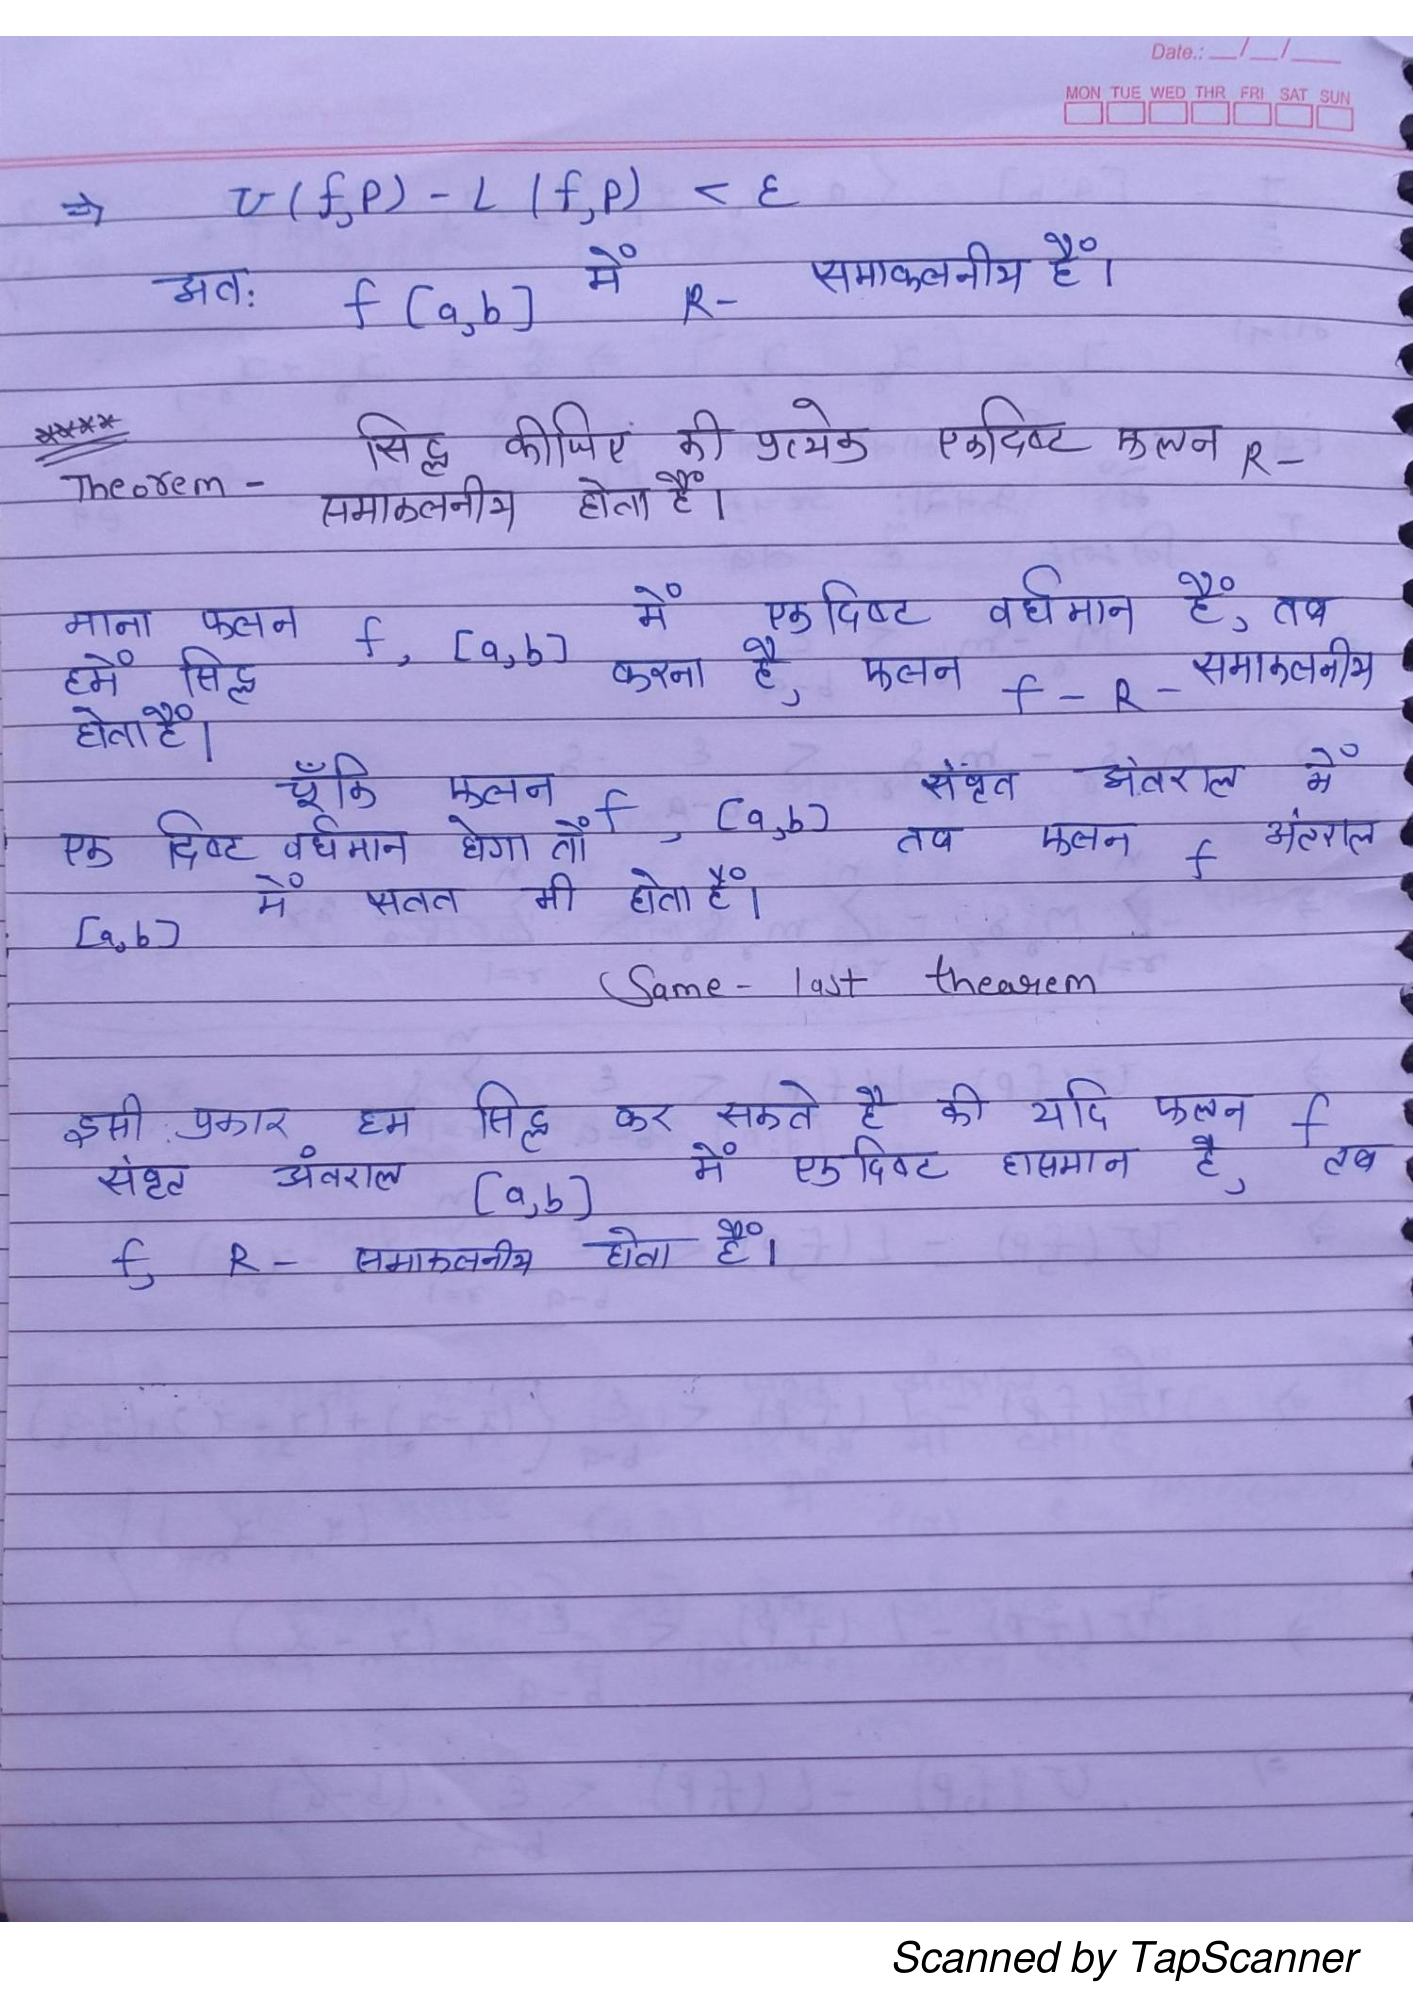 Date.: __/__/___
MON TUE WED THR FRI SAT SUN
⇒ U(f,P) - L(f,P) < ε
अतः f [a,b] में R- समाकलनीय हैं।
****
सिद्ध कीजिएं की प्रत्येक एकदिष्ट फलन R-
Theorem - समाकलनीय होता हैं।
माना फलन f, [a,b] में एकदिष्ट वर्धमान हैं, तब
हमें सिद्ध करना है, फलन f - R - समाकलनीय
होता हैं।
चूँकि फलन f, [a,b] संवृत अंतराल में
एक दिष्ट वर्धमान होगा तों तब फलन f अंतराल
[a,b] में सतत भी होता हैं।
Same - last thearem
इसी प्रकार हम सिद्ध कर सकते है की यदि फलन f
संवृत अंतराल [a,b] में एकदिष्ट हासमान है, तब
f, R - समाकलनीय होता हैं।
Scanned by TapScanner